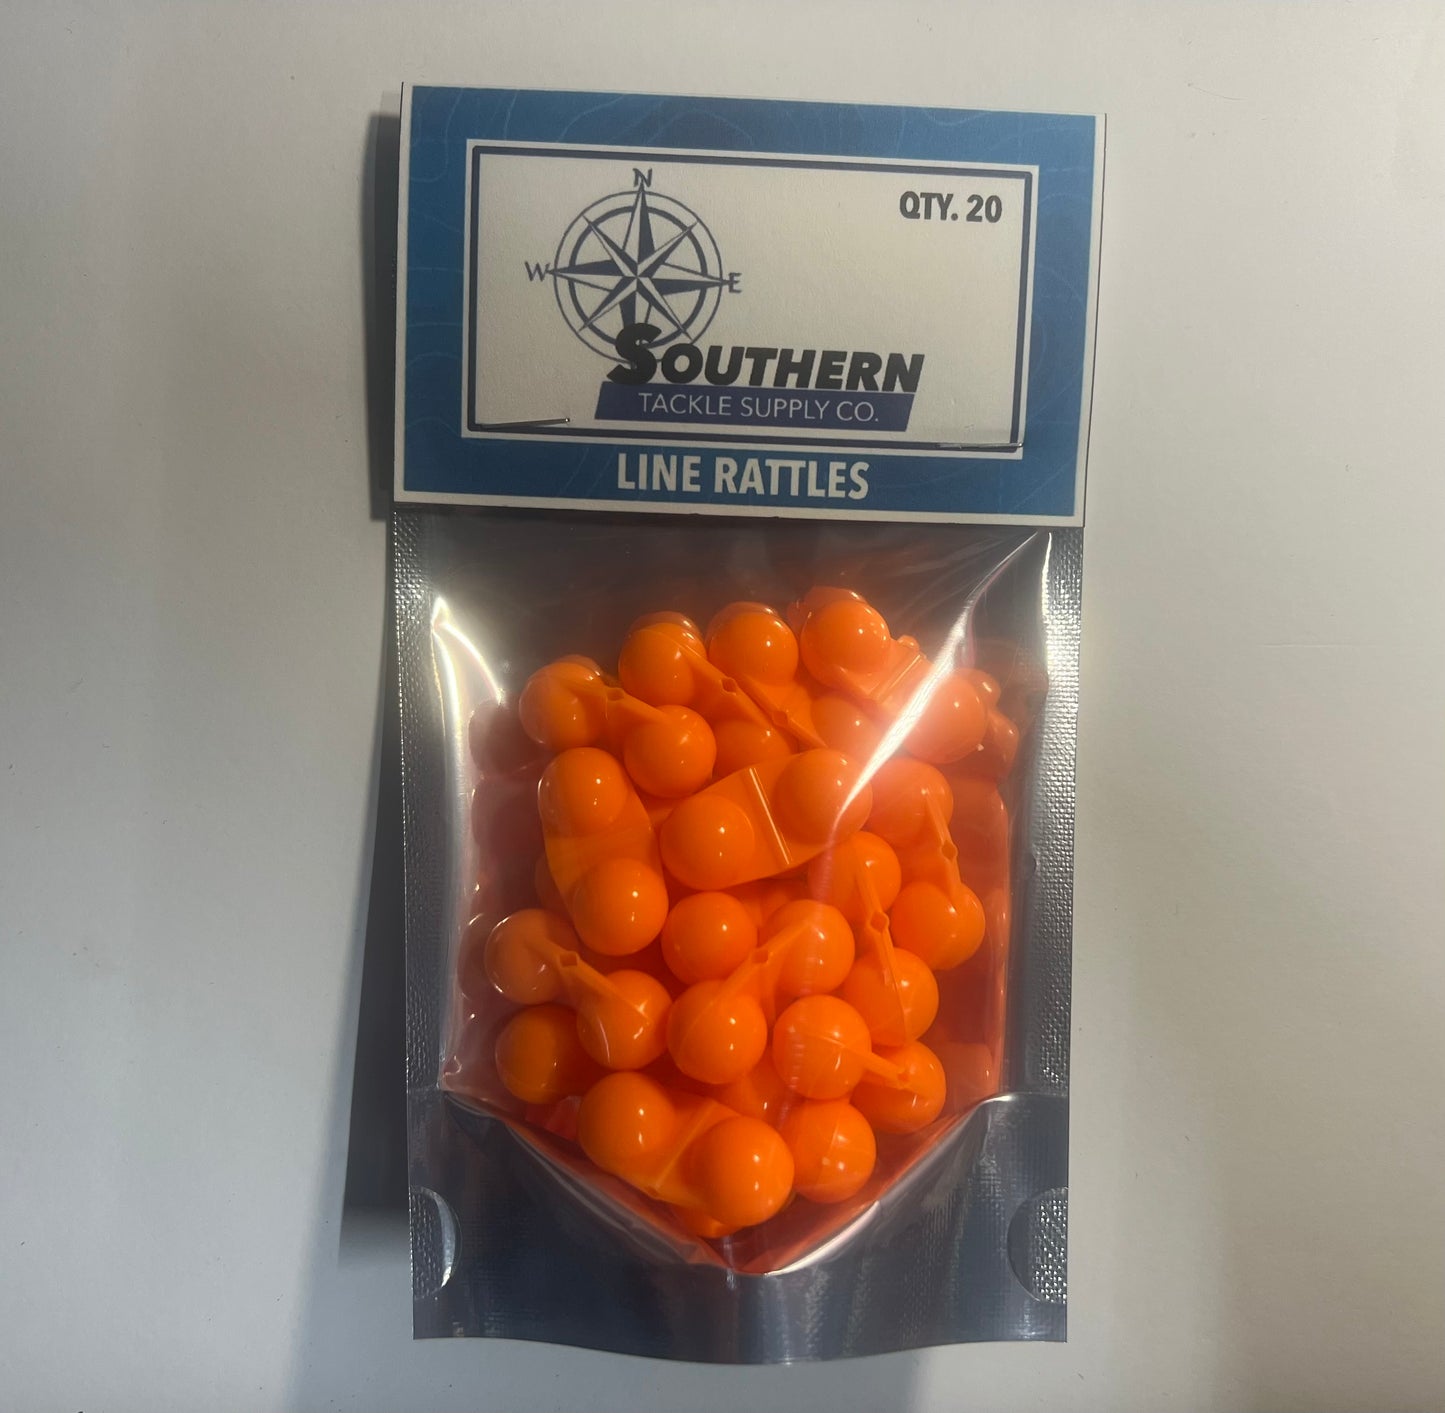 N
QTY. 20
W
E
SOUTHERN
TACKLE SUPPLY CO.
LINE RATTLES